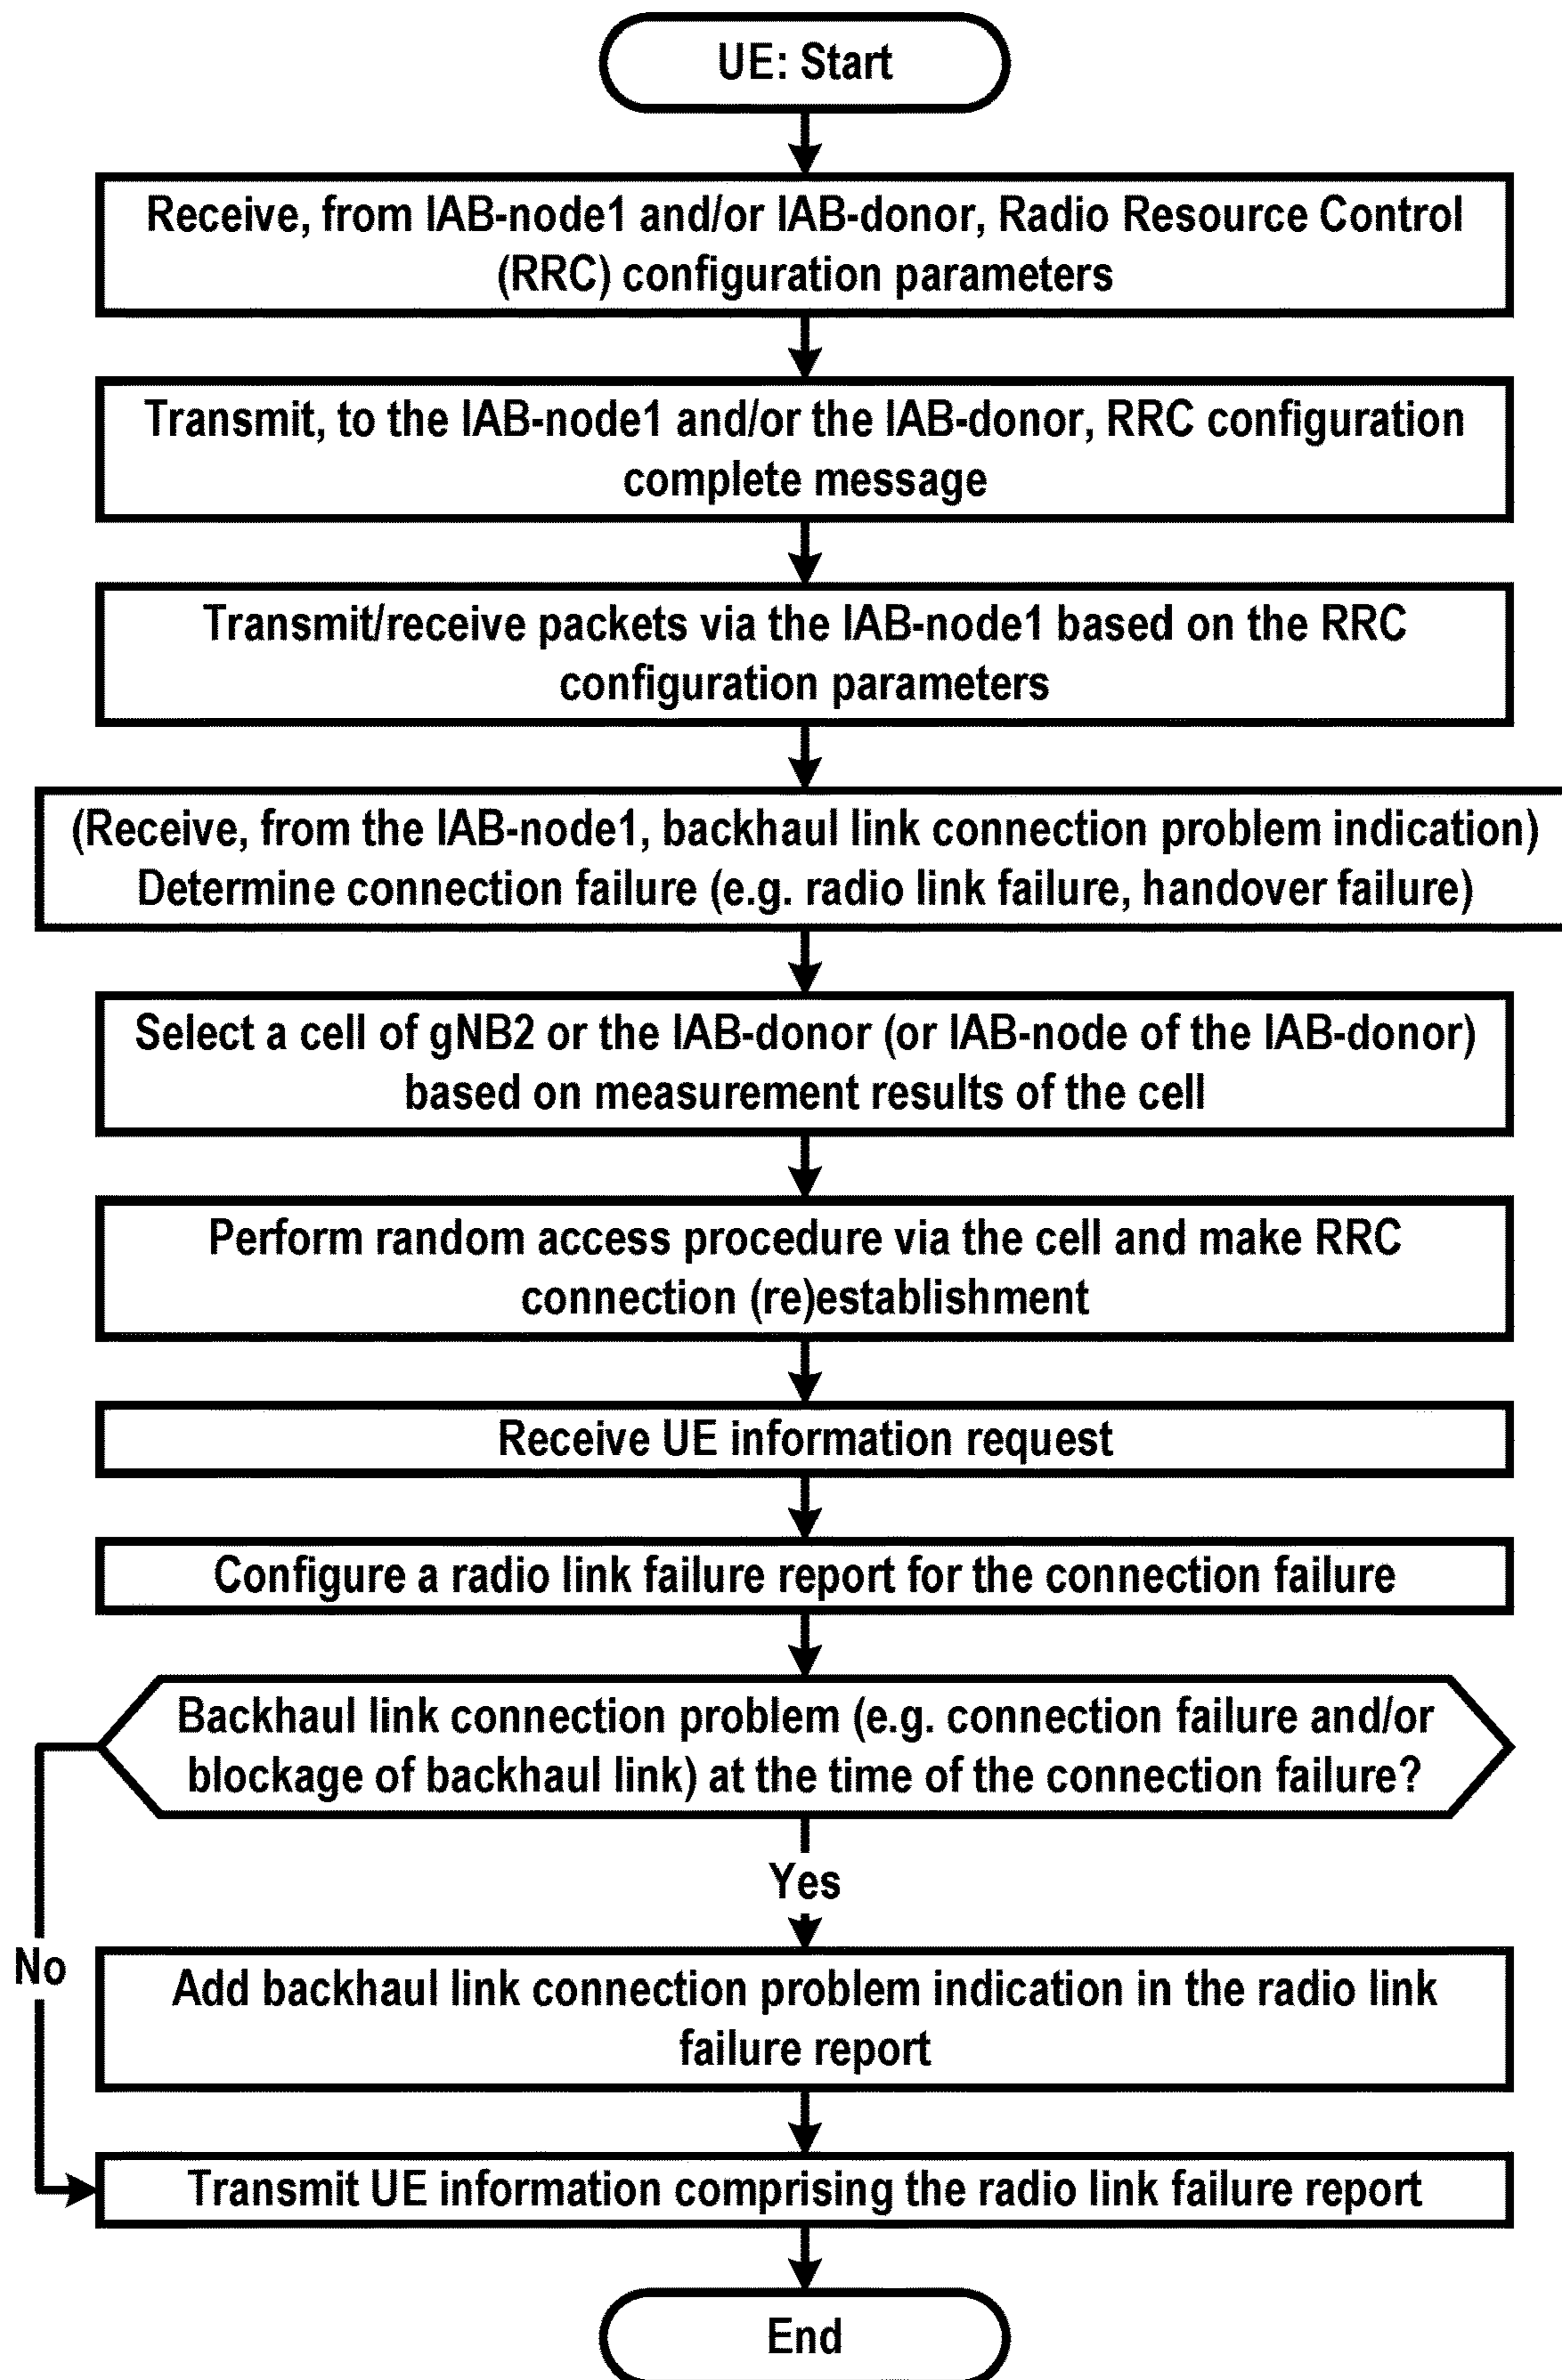 UE: Start
Receive, from IAB-node1 and/or IAB-donor, Radio Resource Control
(RRC) configuration parameters
Transmit, to the IAB-node1 and/or the IAB-donor, RRC configuration
complete message
Transmit/receive packets via the IAB-node1 based on the RRC
configuration parameters
(Receive, from the IAB-node1, backhaul link connection problem indication)
Determine connection failure (e.g. radio link failure, handover failure)
Select a cell of gNB2 or the IAB-donor (or IAB-node of the IAB-donor)
based on measurement results of the cell
Perform random access procedure via the cell and make RRC
connection (re)establishment
Receive UE information request
Configure a radio link failure report for the connection failure
Backhaul link connection problem (e.g. connection failure and/or
blockage of backhaul link) at the time of the connection failure?
Yes
No
Add backhaul link connection problem indication in the radio link
failure report
Transmit UE information comprising the radio link failure report
End